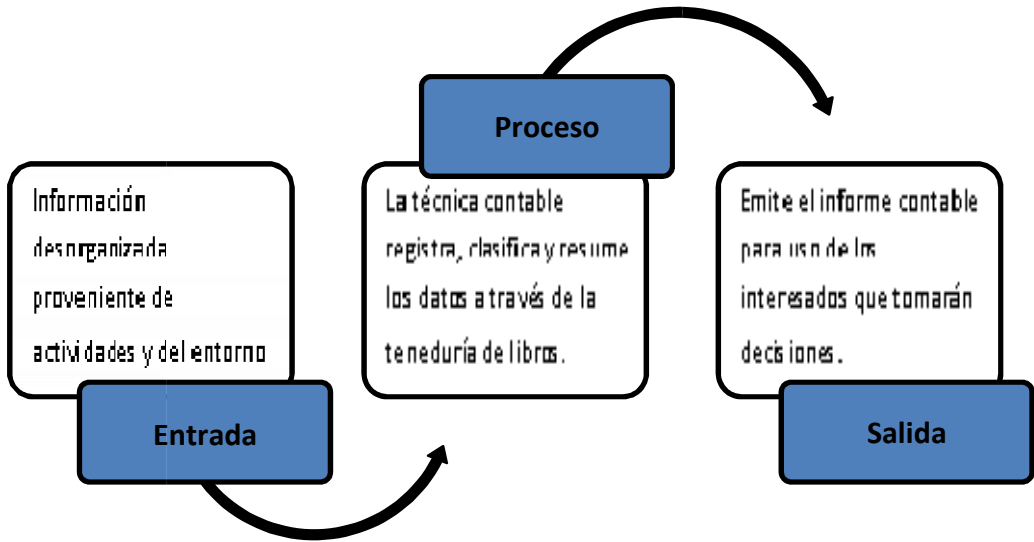 Información
desorganizada
proveniente de
actividades y del entorno
Entrada
Proceso
La técnica contable
registra, clasifica y resume
los datos a través de la
teneduría de libros.
Emite el informe contable
para uso de los
interesados que tomarán
decisiones.
Salida